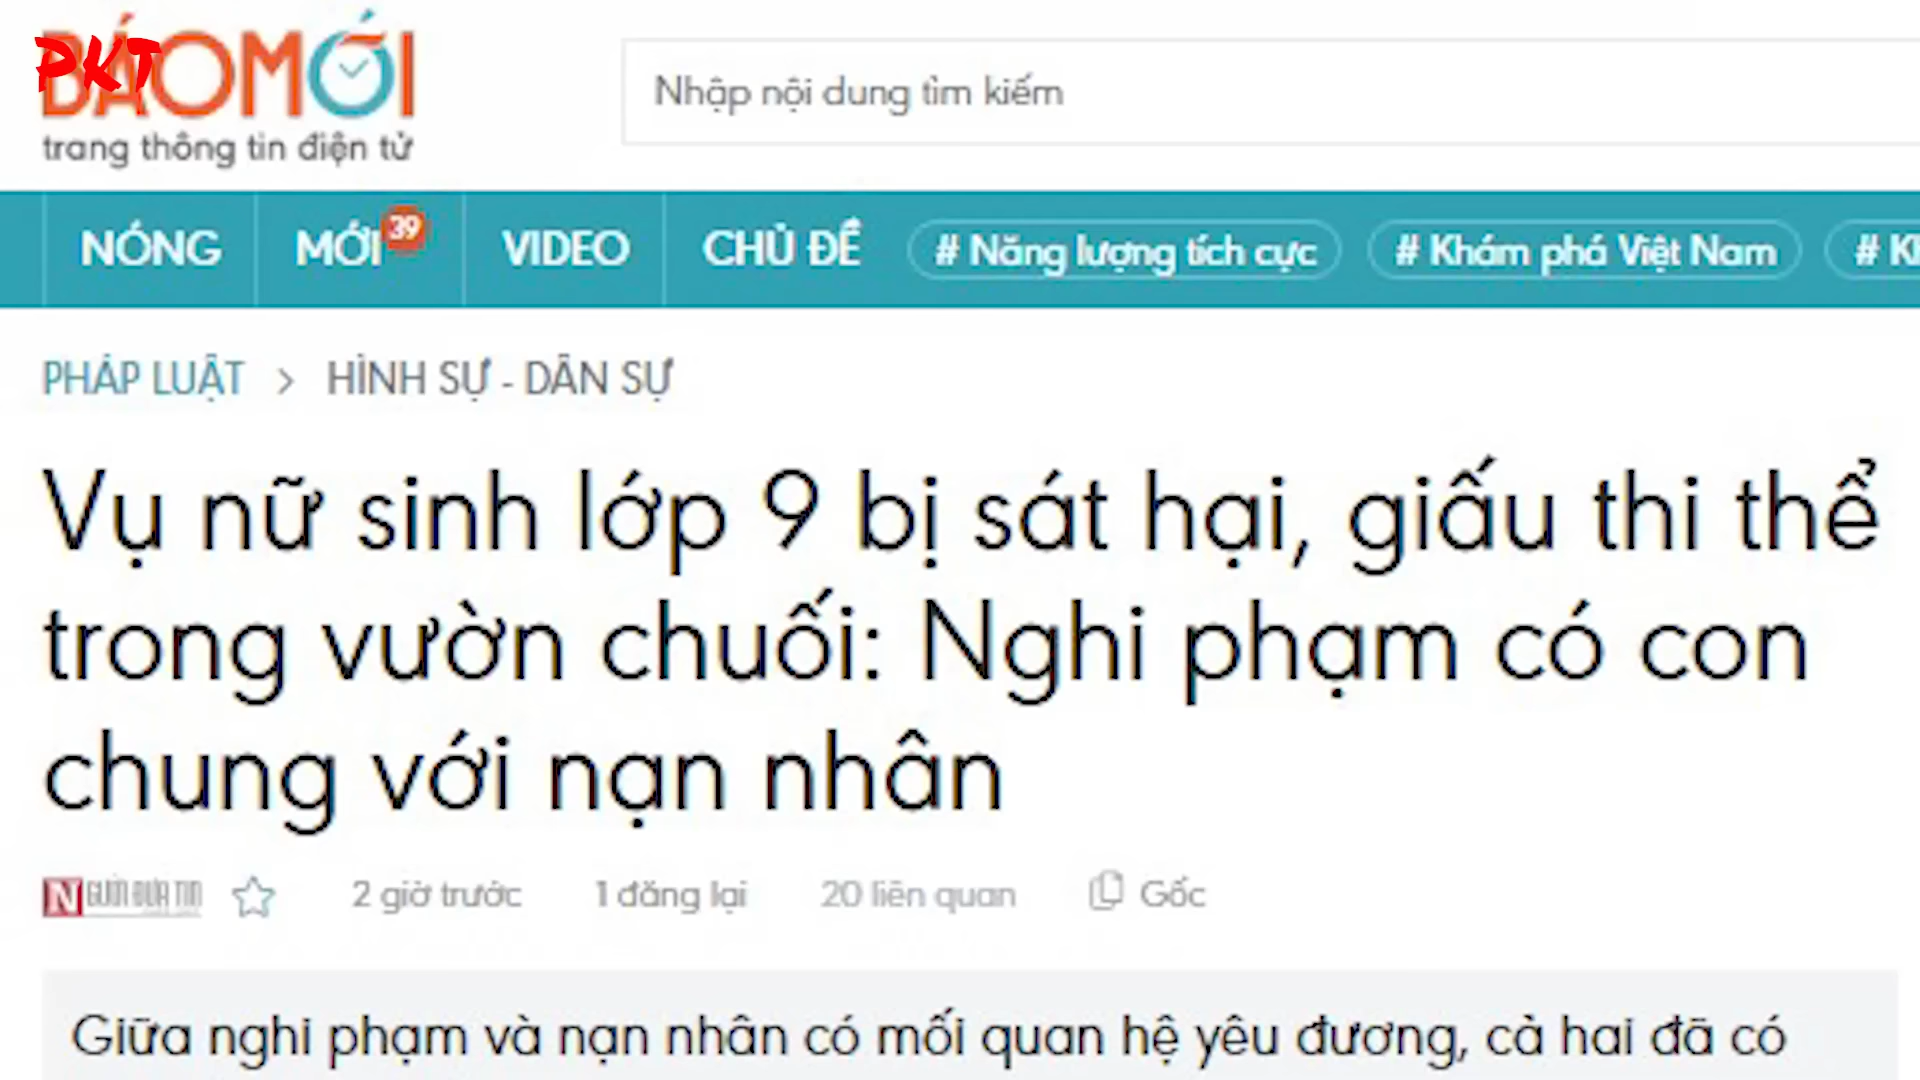 PKT
BÁOMỚI
trang thông tin điện tử
Nhập nội dung tìm kiếm
NÓNG MỚI 39 VIDEO CHỦ ĐỀ # Năng lượng tích cực # Khám phá Việt Nam #
PHÁP LUẬT > HÌNH SỰ - DÂN SỰ
Vụ nữ sinh lớp 9 bị sát hại, giấu thi thể
trong vườn chuối: Nghi phạm có con
chung với nạn nhân
NGƯỜI ĐƯA TIN 2 giờ trước 1 đăng lại 20 liên quan Gốc
Giữa nghi phạm và nạn nhân có mối quan hệ yêu đương, cả hai đã có